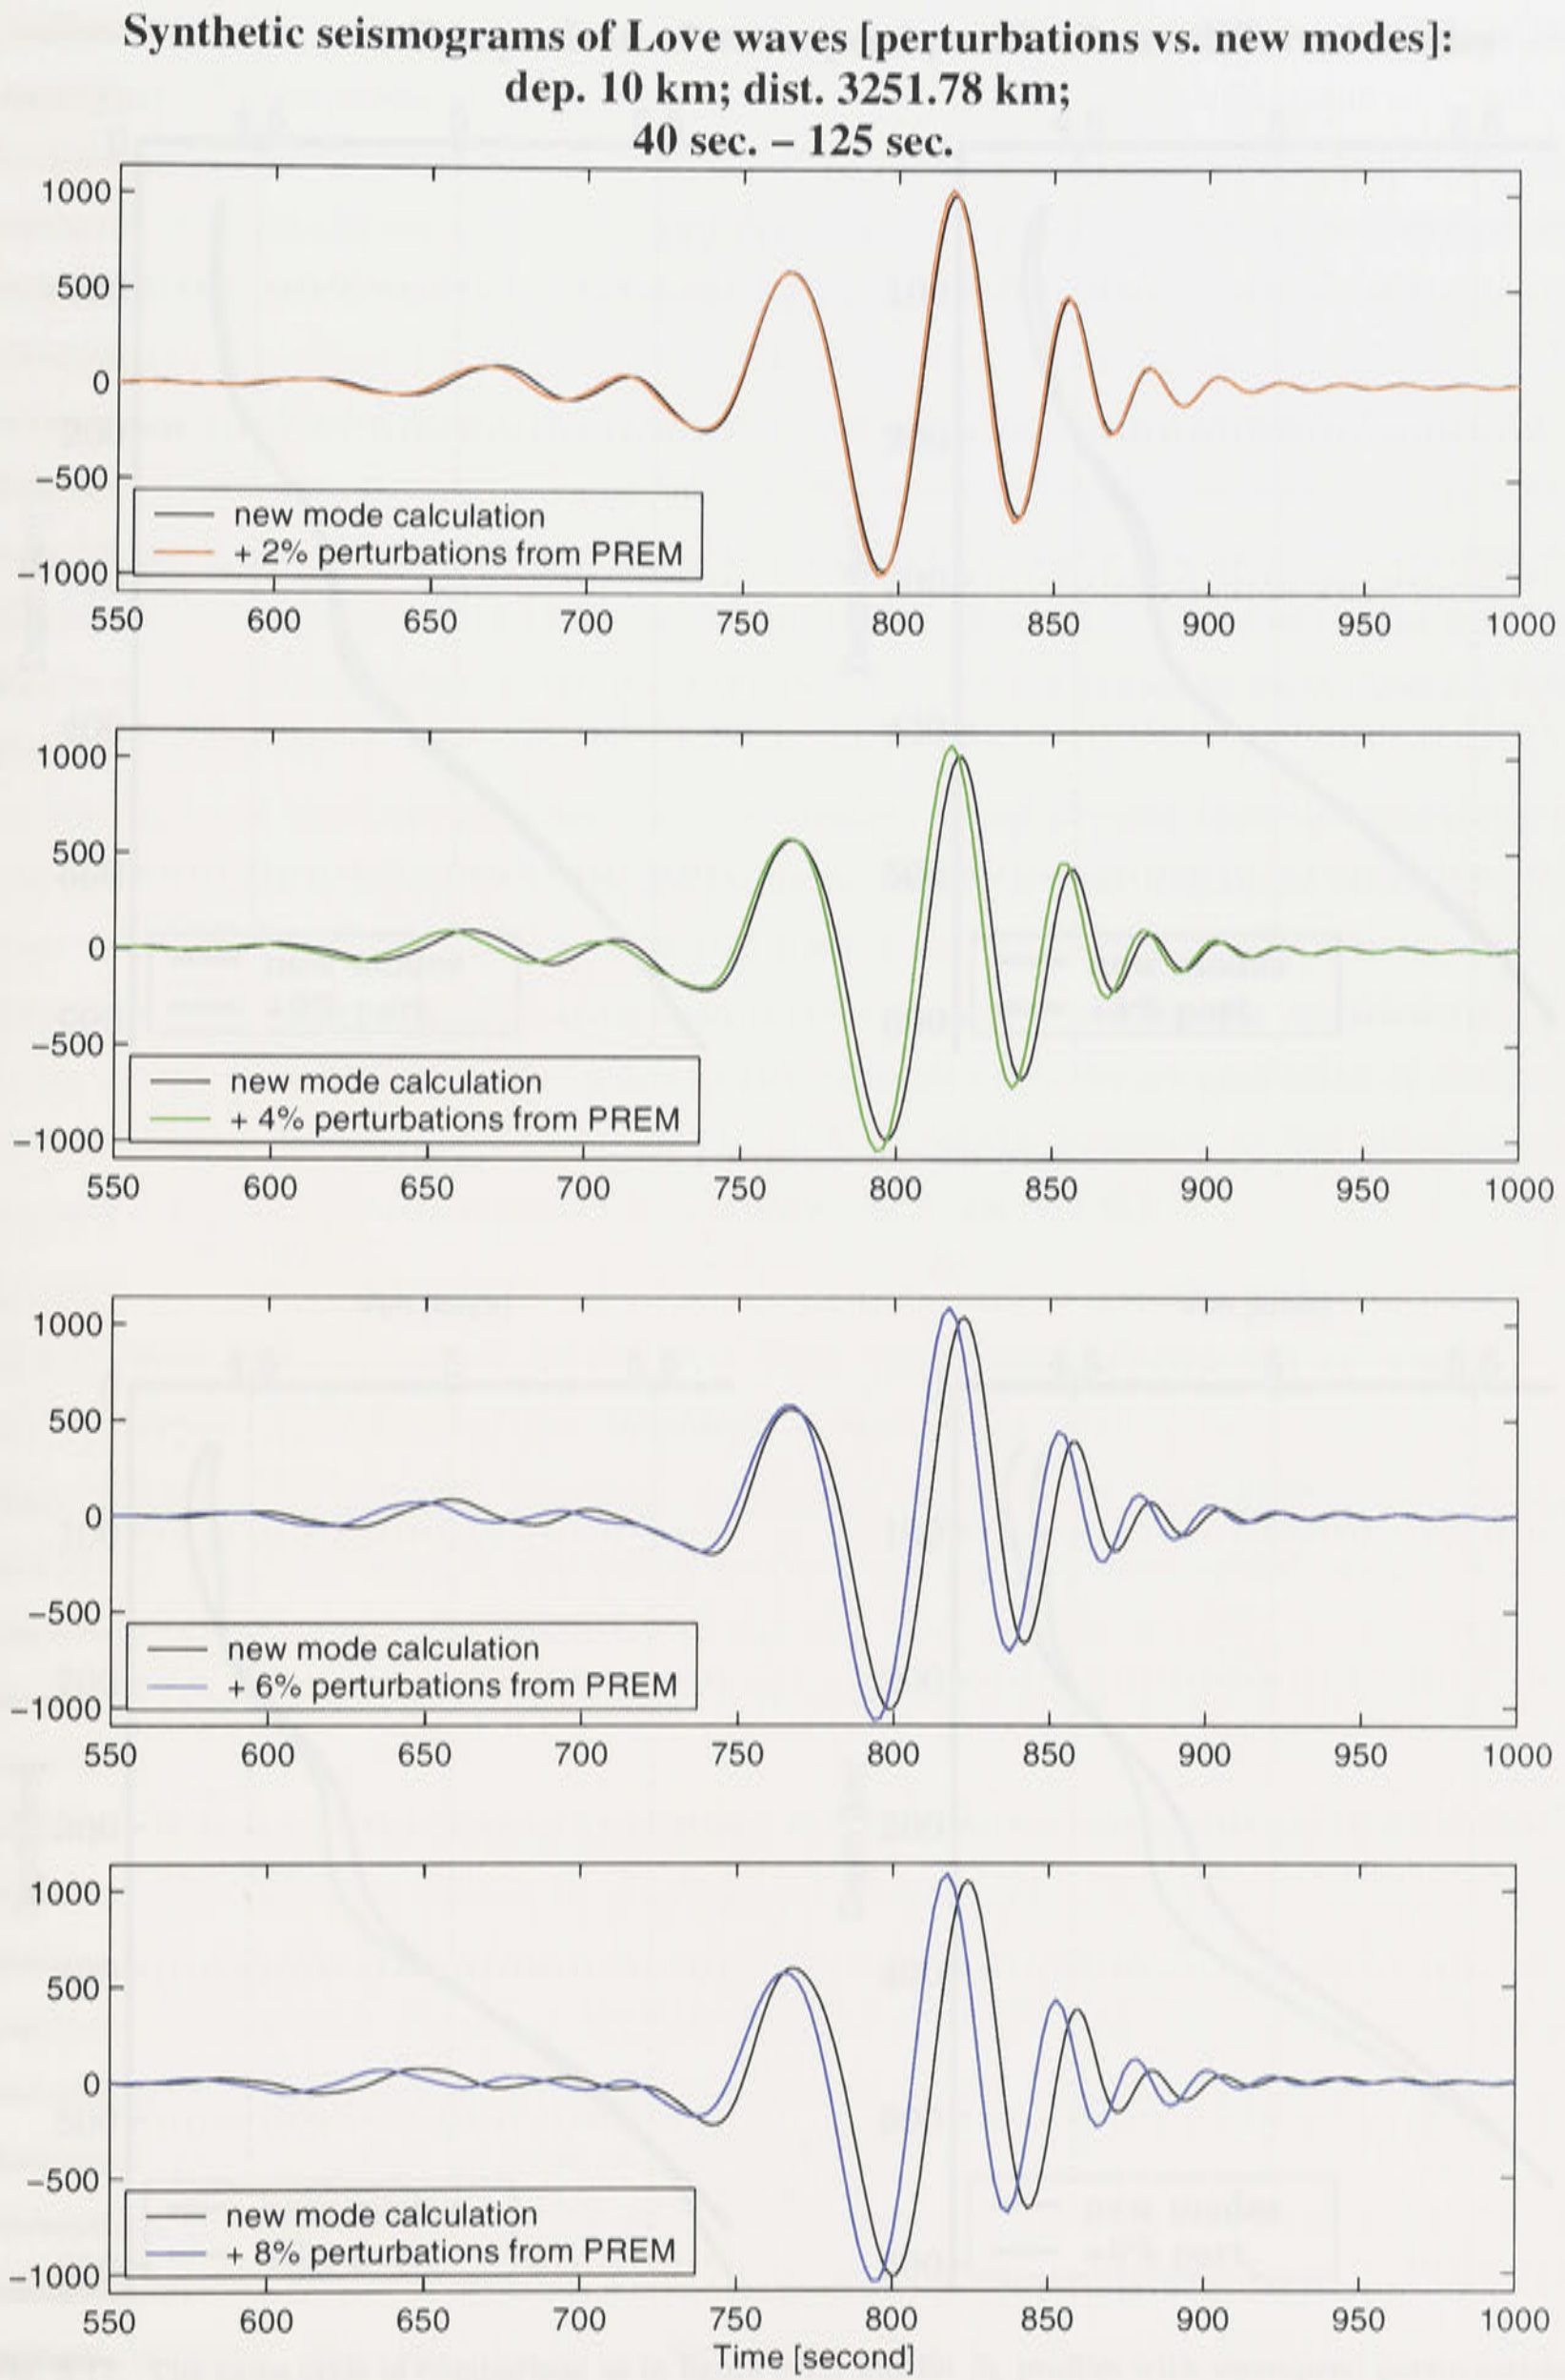 Synthetic seismograms of Love waves [perturbations vs. new modes]:
dep. 10 km; dist. 3251.78 km;
40 sec. – 125 sec.
1000
500
0
−500
−1000
new mode calculation
+ 2% perturbations from PREM
550 600 650 700 750 800 850 900 950 1000
1000
500
0
−500
−1000
new mode calculation
+ 4% perturbations from PREM
550 600 650 700 750 800 850 900 950 1000
1000
500
0
−500
−1000
new mode calculation
+ 6% perturbations from PREM
550 600 650 700 750 800 850 900 950 1000
1000
500
0
−500
−1000
new mode calculation
+ 8% perturbations from PREM
550 600 650 700 750 800 850 900 950 1000
Time [second]